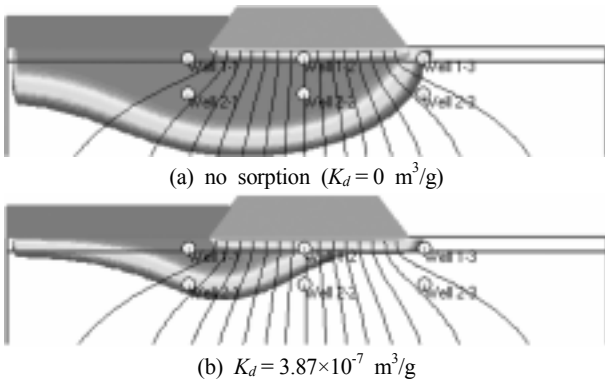 Well 1-1 Well 1-2 Well 1-3
Well 2-1 Well 2-2 Well 2-3
(a) no sorption (K_d = 0 m³/g)
Well 1-1 Well 1-2 Well 1-3
Well 2-1 Well 2-2 Well 2-3
(b) K_d = 3.87×10⁻⁷ m³/g